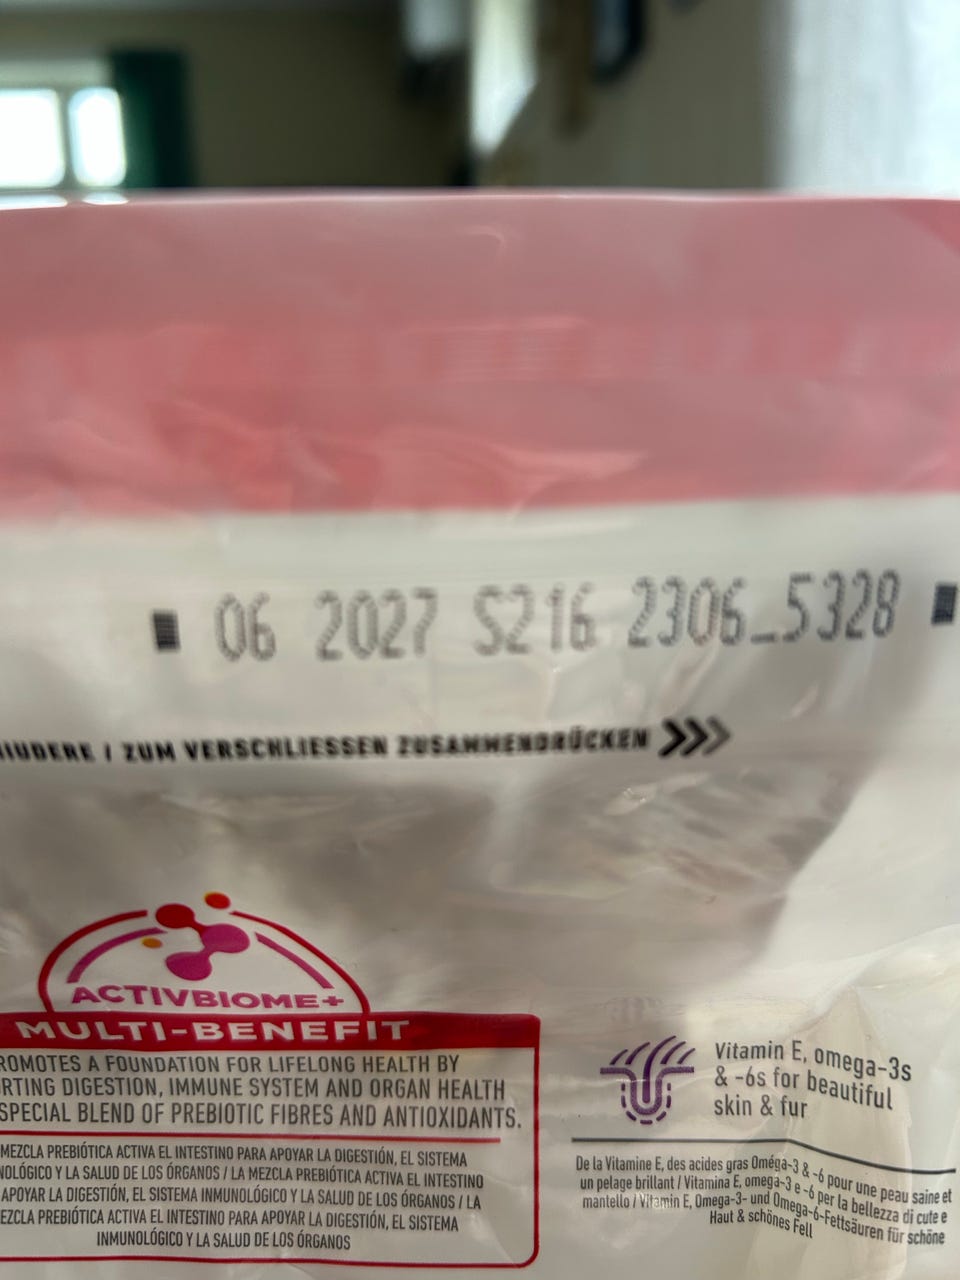 06 2027 S216 2306_5328
/ ZUM VERSCHLIESSEN ZUSAMMENDRÜCKEN
ACTIVBIOME+
MULTI-BENEFIT
ROMOTES A FOUNDATION FOR LIFELONG HEALTH BY
RTING DIGESTION, IMMUNE SYSTEM AND ORGAN HEALTH
SPECIAL BLEND OF PREBIOTIC FIBRES AND ANTIOXIDANTS.
MEZCLA PREBIÓTICA ACTIVA EL INTESTINO PARA APOYAR LA DIGESTIÓN, EL SISTEMA
NOLÓGICO Y LA SALUD DE LOS ÓRGANOS / LA MEZCLA PREBIÓTICA ACTIVA EL INTESTINO
APOYAR LA DIGESTIÓN, EL SISTEMA INMUNOLÓGICO Y LA SALUD DE LOS ÓRGANOS / LA
EZCLA PREBIÓTICA ACTIVA EL INTESTINO PARA APOYAR LA DIGESTIÓN, EL SISTEMA
INMUNOLÓGICO Y LA SALUD DE LOS ÓRGANOS
Vitamin E, omega-3s
& -6s for beautiful
skin & fur
De la Vitamine E, des acides gras Oméga-3 & -6 pour une peau saine et
un pelage brillant / Vitamina E, omega-3 e -6 per la bellezza di cute e
mantello / Vitamin E, Omega-3- und Omega-6-Fettsäuren für schöne
Haut & schönes Fell